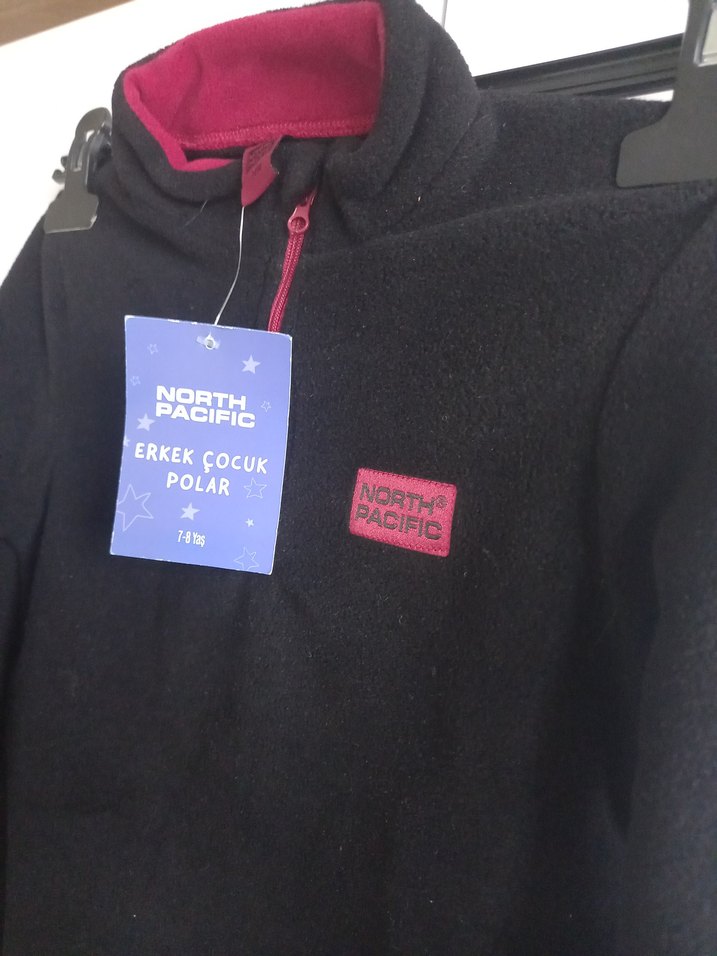 NORTH
PACIFIC
ERKEK ÇOCUK
POLAR
7-8 Yaş
NORTH®
PACIFIC